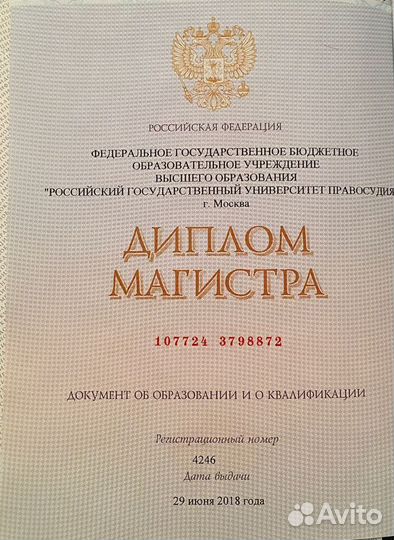 РОССИЙСКАЯ ФЕДЕРАЦИЯ
ФЕДЕРАЛЬНОЕ ГОСУДАРСТВЕННОЕ БЮДЖЕТНОЕ
ОБРАЗОВАТЕЛЬНОЕ УЧРЕЖДЕНИЕ
ВЫСШЕГО ОБРАЗОВАНИЯ
"РОССИЙСКИЙ ГОСУДАРСТВЕННЫЙ УНИВЕРСИТЕТ ПРАВОСУДИЯ
г. Москва
ДИПЛОМ
МАГИСТРА
107724 3798872
ДОКУМЕНТ ОБ ОБРАЗОВАНИИ И О КВАЛИФИКАЦИИ
Регистрационный номер
4246
Дата выдачи
29 июня 2018 года
Avito